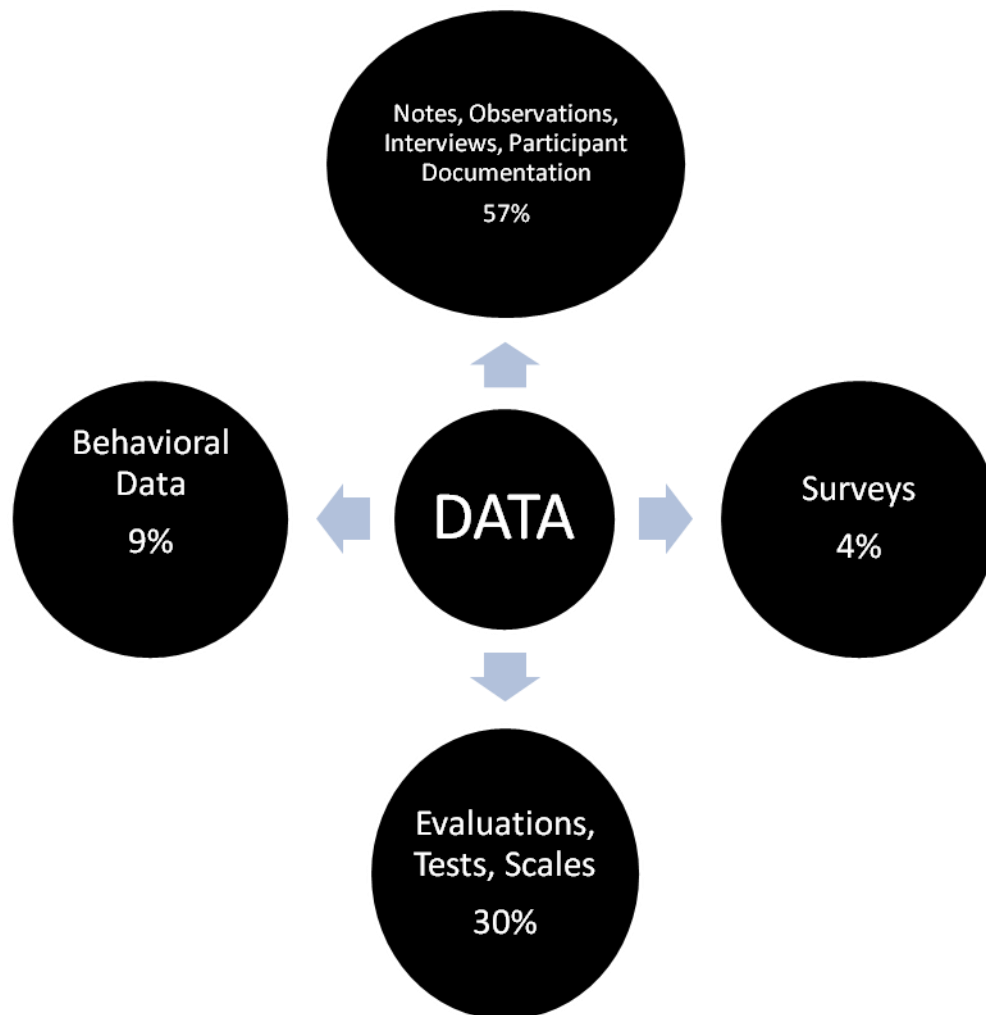 Notes, Observations,
Interviews, Participant
Documentation
57%
Behavioral
Data
9%
DATA
Surveys
4%
Evaluations,
Tests, Scales
30%